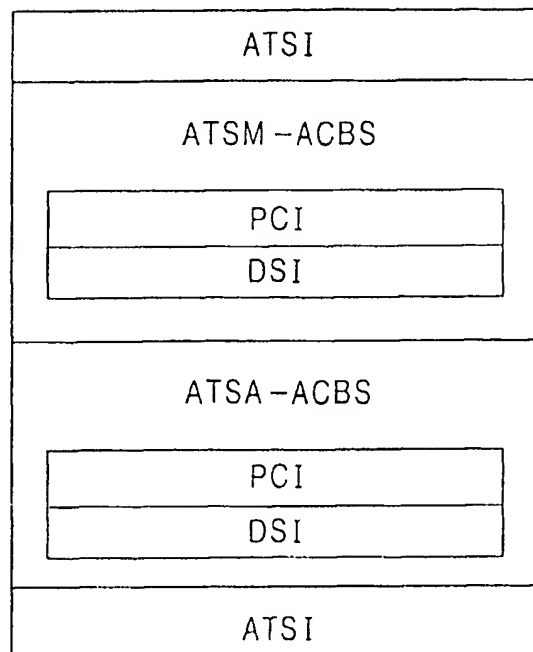 ATSI
ATSM-ACBS
PCI
DSI
ATSA-ACBS
PCI
DSI
ATSI